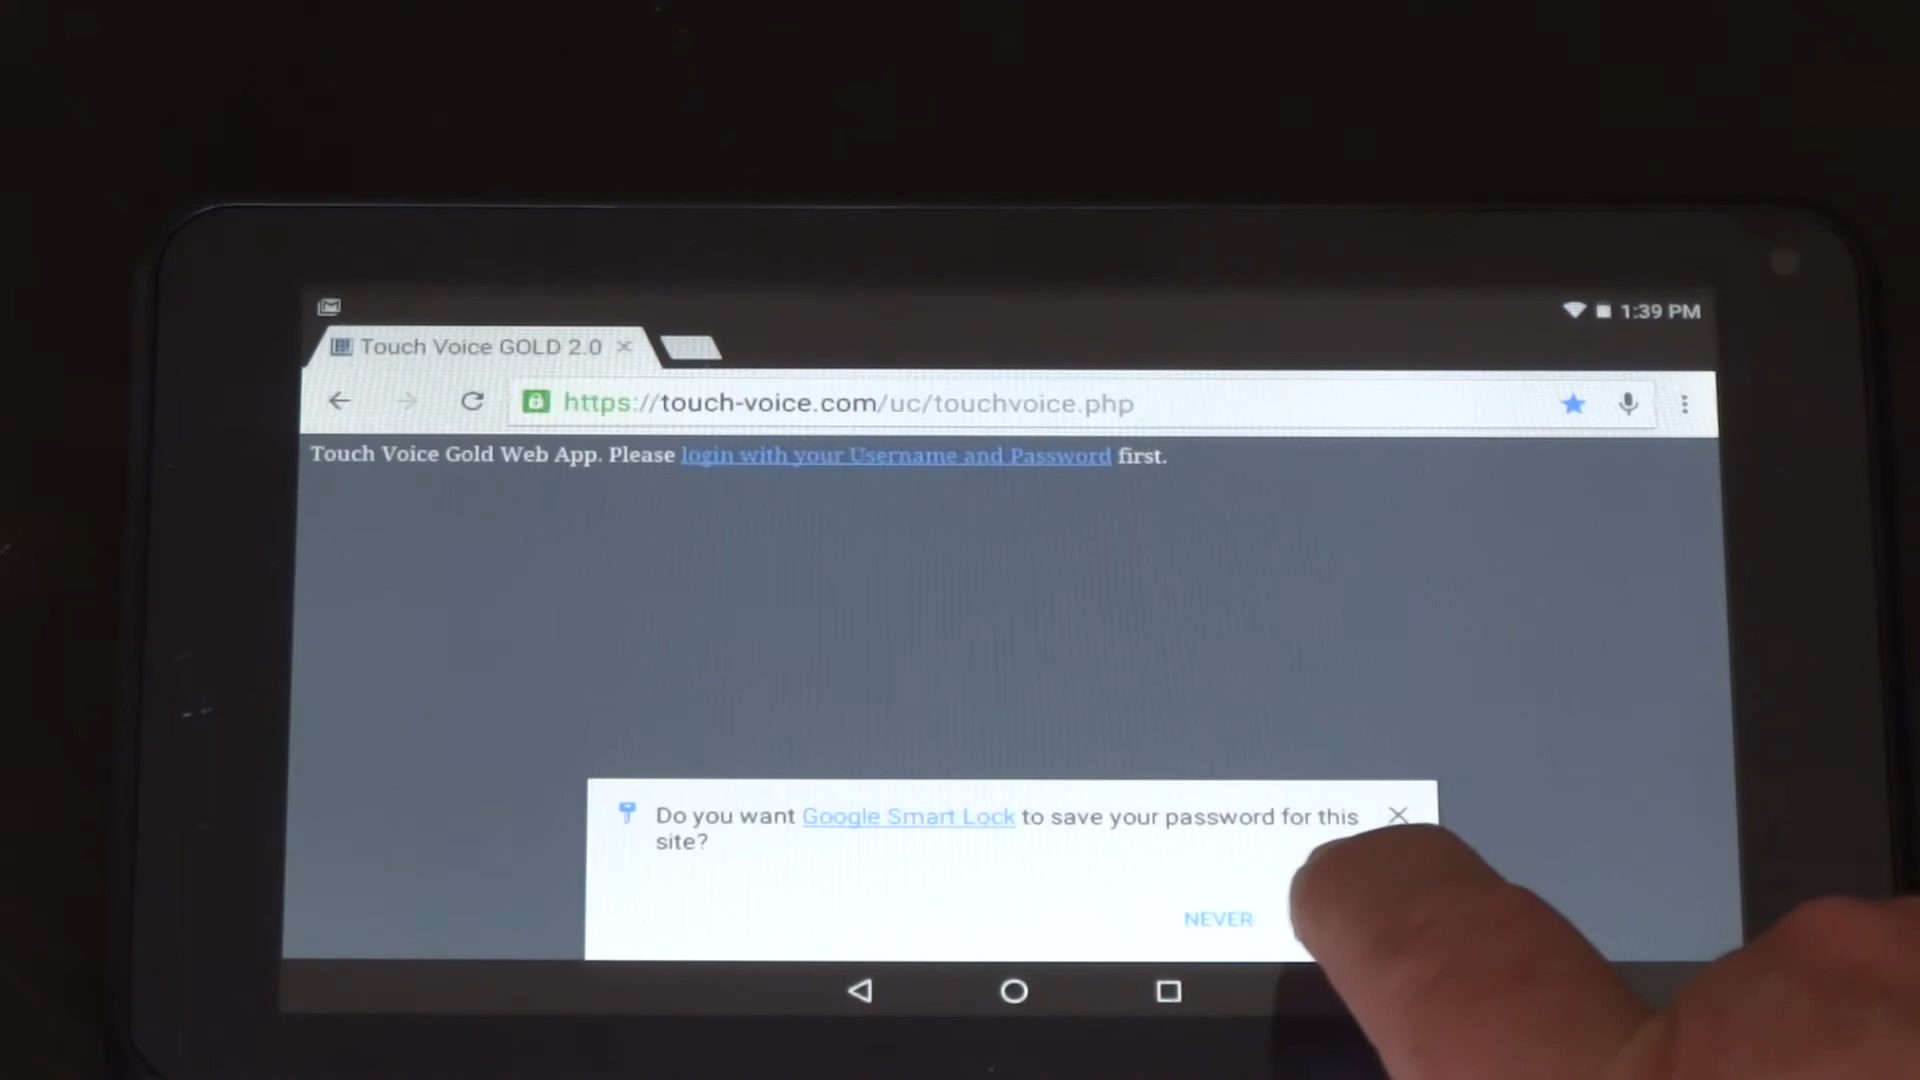 1:39 PM
Touch Voice GOLD 2.0
https://touch-voice.com/uc/touchvoice.php
Touch Voice Gold Web App. Please login with your Username and Password first.
Do you want Google Smart Lock to save your password for this
site?
NEVER